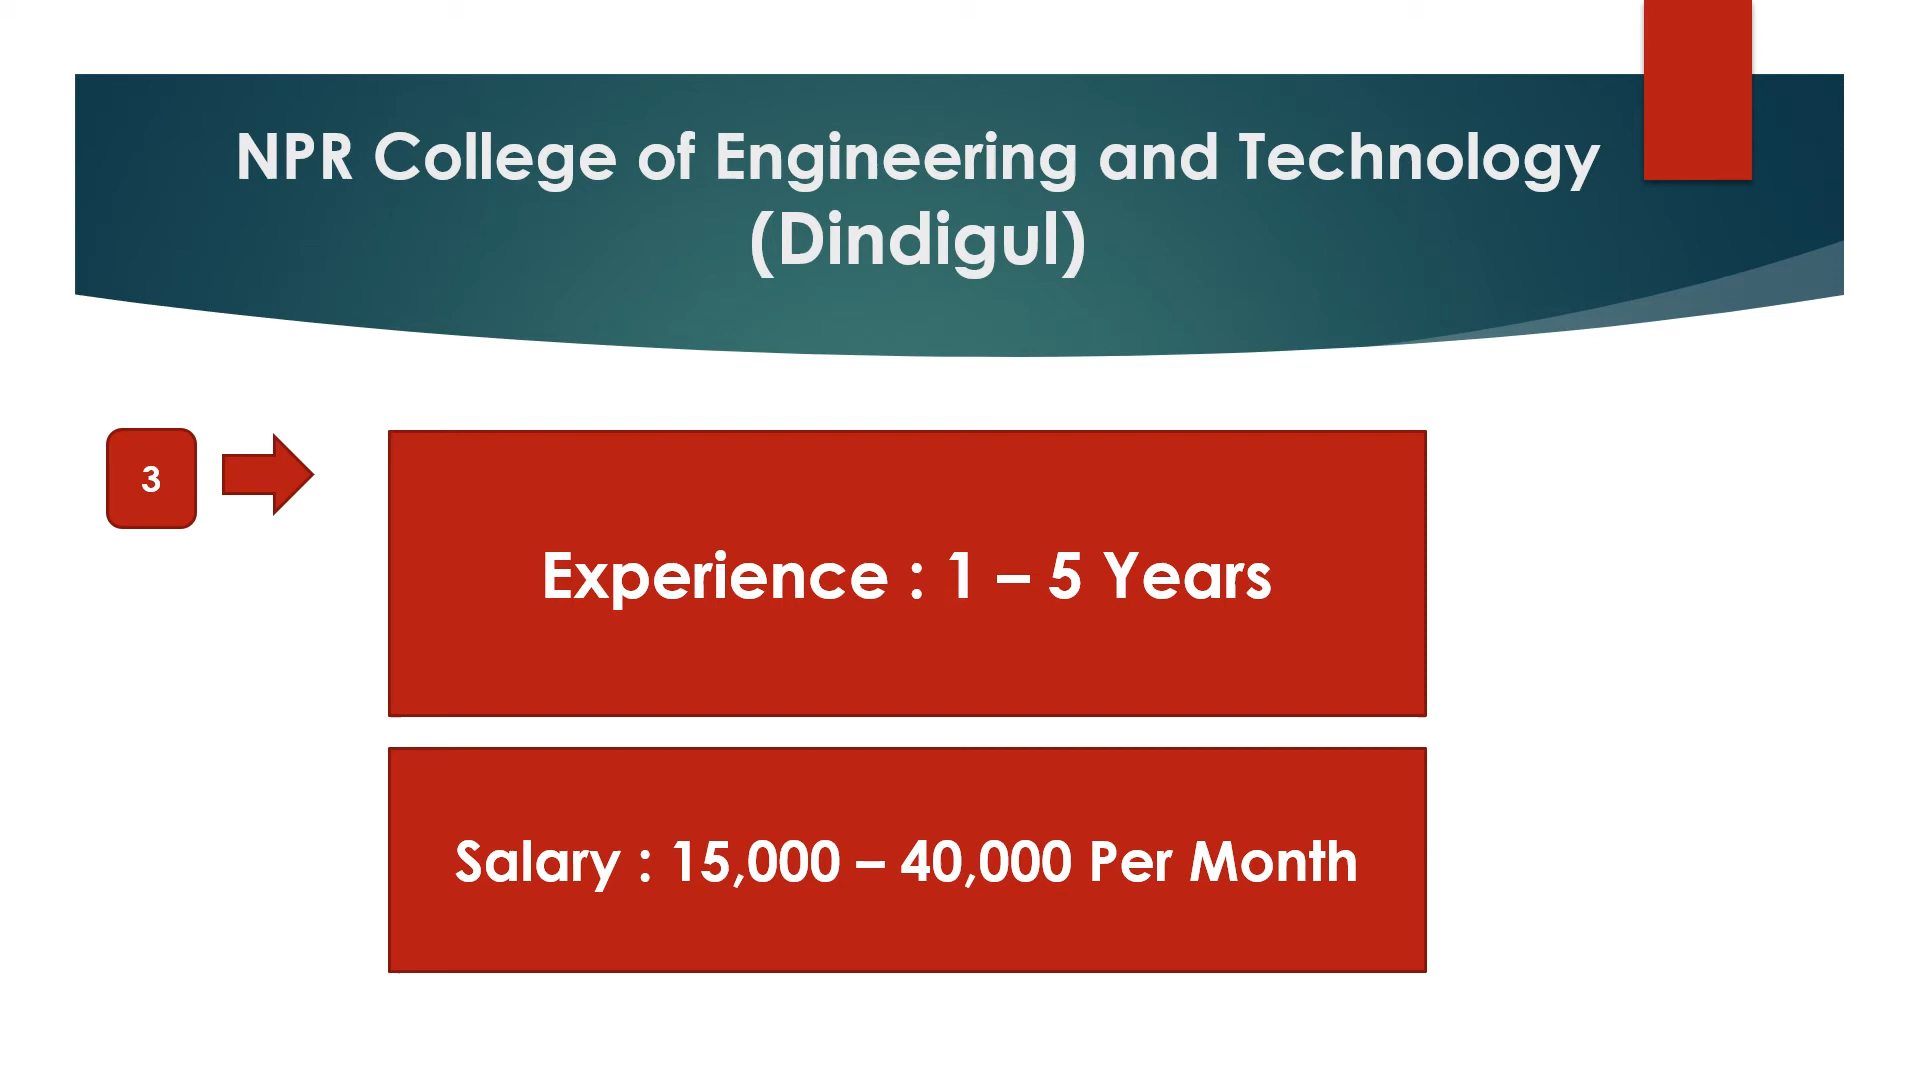 NPR College of Engineering and Technology
(Dindigul)
3
Experience : 1 – 5 Years
Salary : 15,000 – 40,000 Per Month